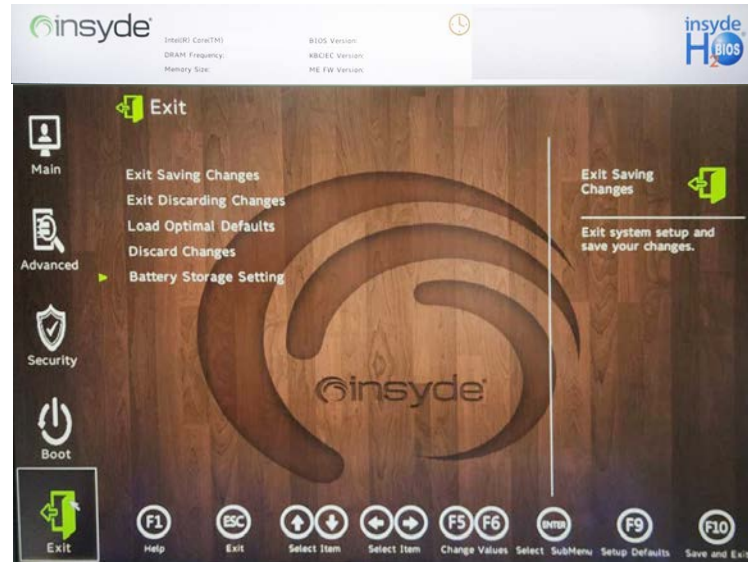 insyde
Intel(R) Core(TM)
DRAM Frequency:
Memory Size:
BIOS Version:
KBC/EC Version:
ME FW Version:
insyde
H2O
BIOS
Exit
Main
Advanced
Security
Boot
Exit
Exit Saving Changes
Exit Discarding Changes
Load Optimal Defaults
Discard Changes
Battery Storage Setting
Exit Saving
Changes
Exit system setup and
save your changes.
insyde
F1
Help
ESC
Exit
Select Item
Select Item
F5 F6
Change Values
ENTER
Select SubMenu
F9
Setup Defaults
F10
Save and Exit